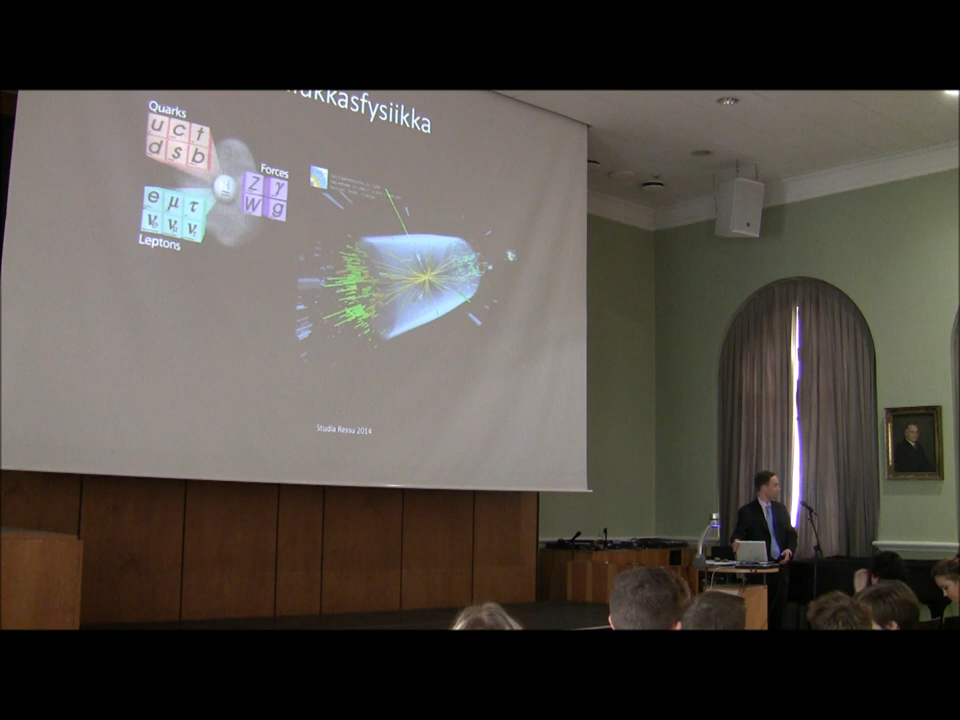 ukkasfysiikka
Quarks
u c t
d s b
Forces
Z γ
W g
e μ τ
νe νμ ντ
Leptons
Studia Ressu 2014